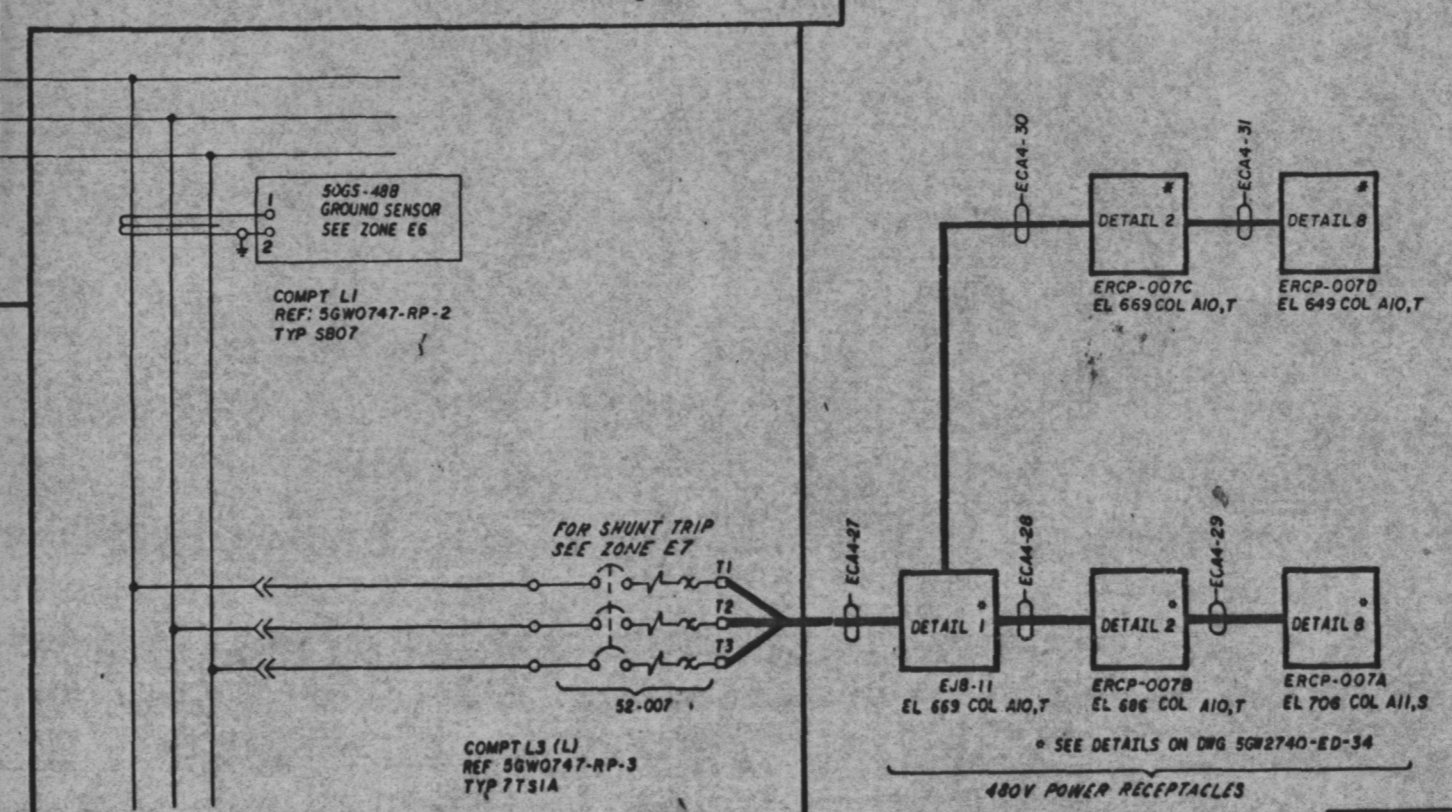 1
2
50GS-48B
GROUND SENSOR
SEE ZONE E6
COMPT L1
REF: 5GW0747-RP-2
TYP SB07
ECA4-30
ECA4-31
*
DETAIL 2
*
DETAIL 8
ERCP-007C
EL 669 COL A10,T
ERCP-007D
EL 649 COL A10,T
FOR SHUNT TRIP
SEE ZONE E7
T1
T2
T3
52-007
COMPT L3 (L)
REF 5GW0747-RP-3
TYP 7TS1A
ECA4-27
ECA4-28
ECA4-29
*
DETAIL 1
*
DETAIL 2
*
DETAIL 8
EJB-11
EL 669 COL A10,T
ERCP-007B
EL 686 COL A10,T
ERCP-007A
EL 706 COL A11,S
* SEE DETAILS ON DWG 5GW2740-ED-34
480V POWER RECEPTACLES